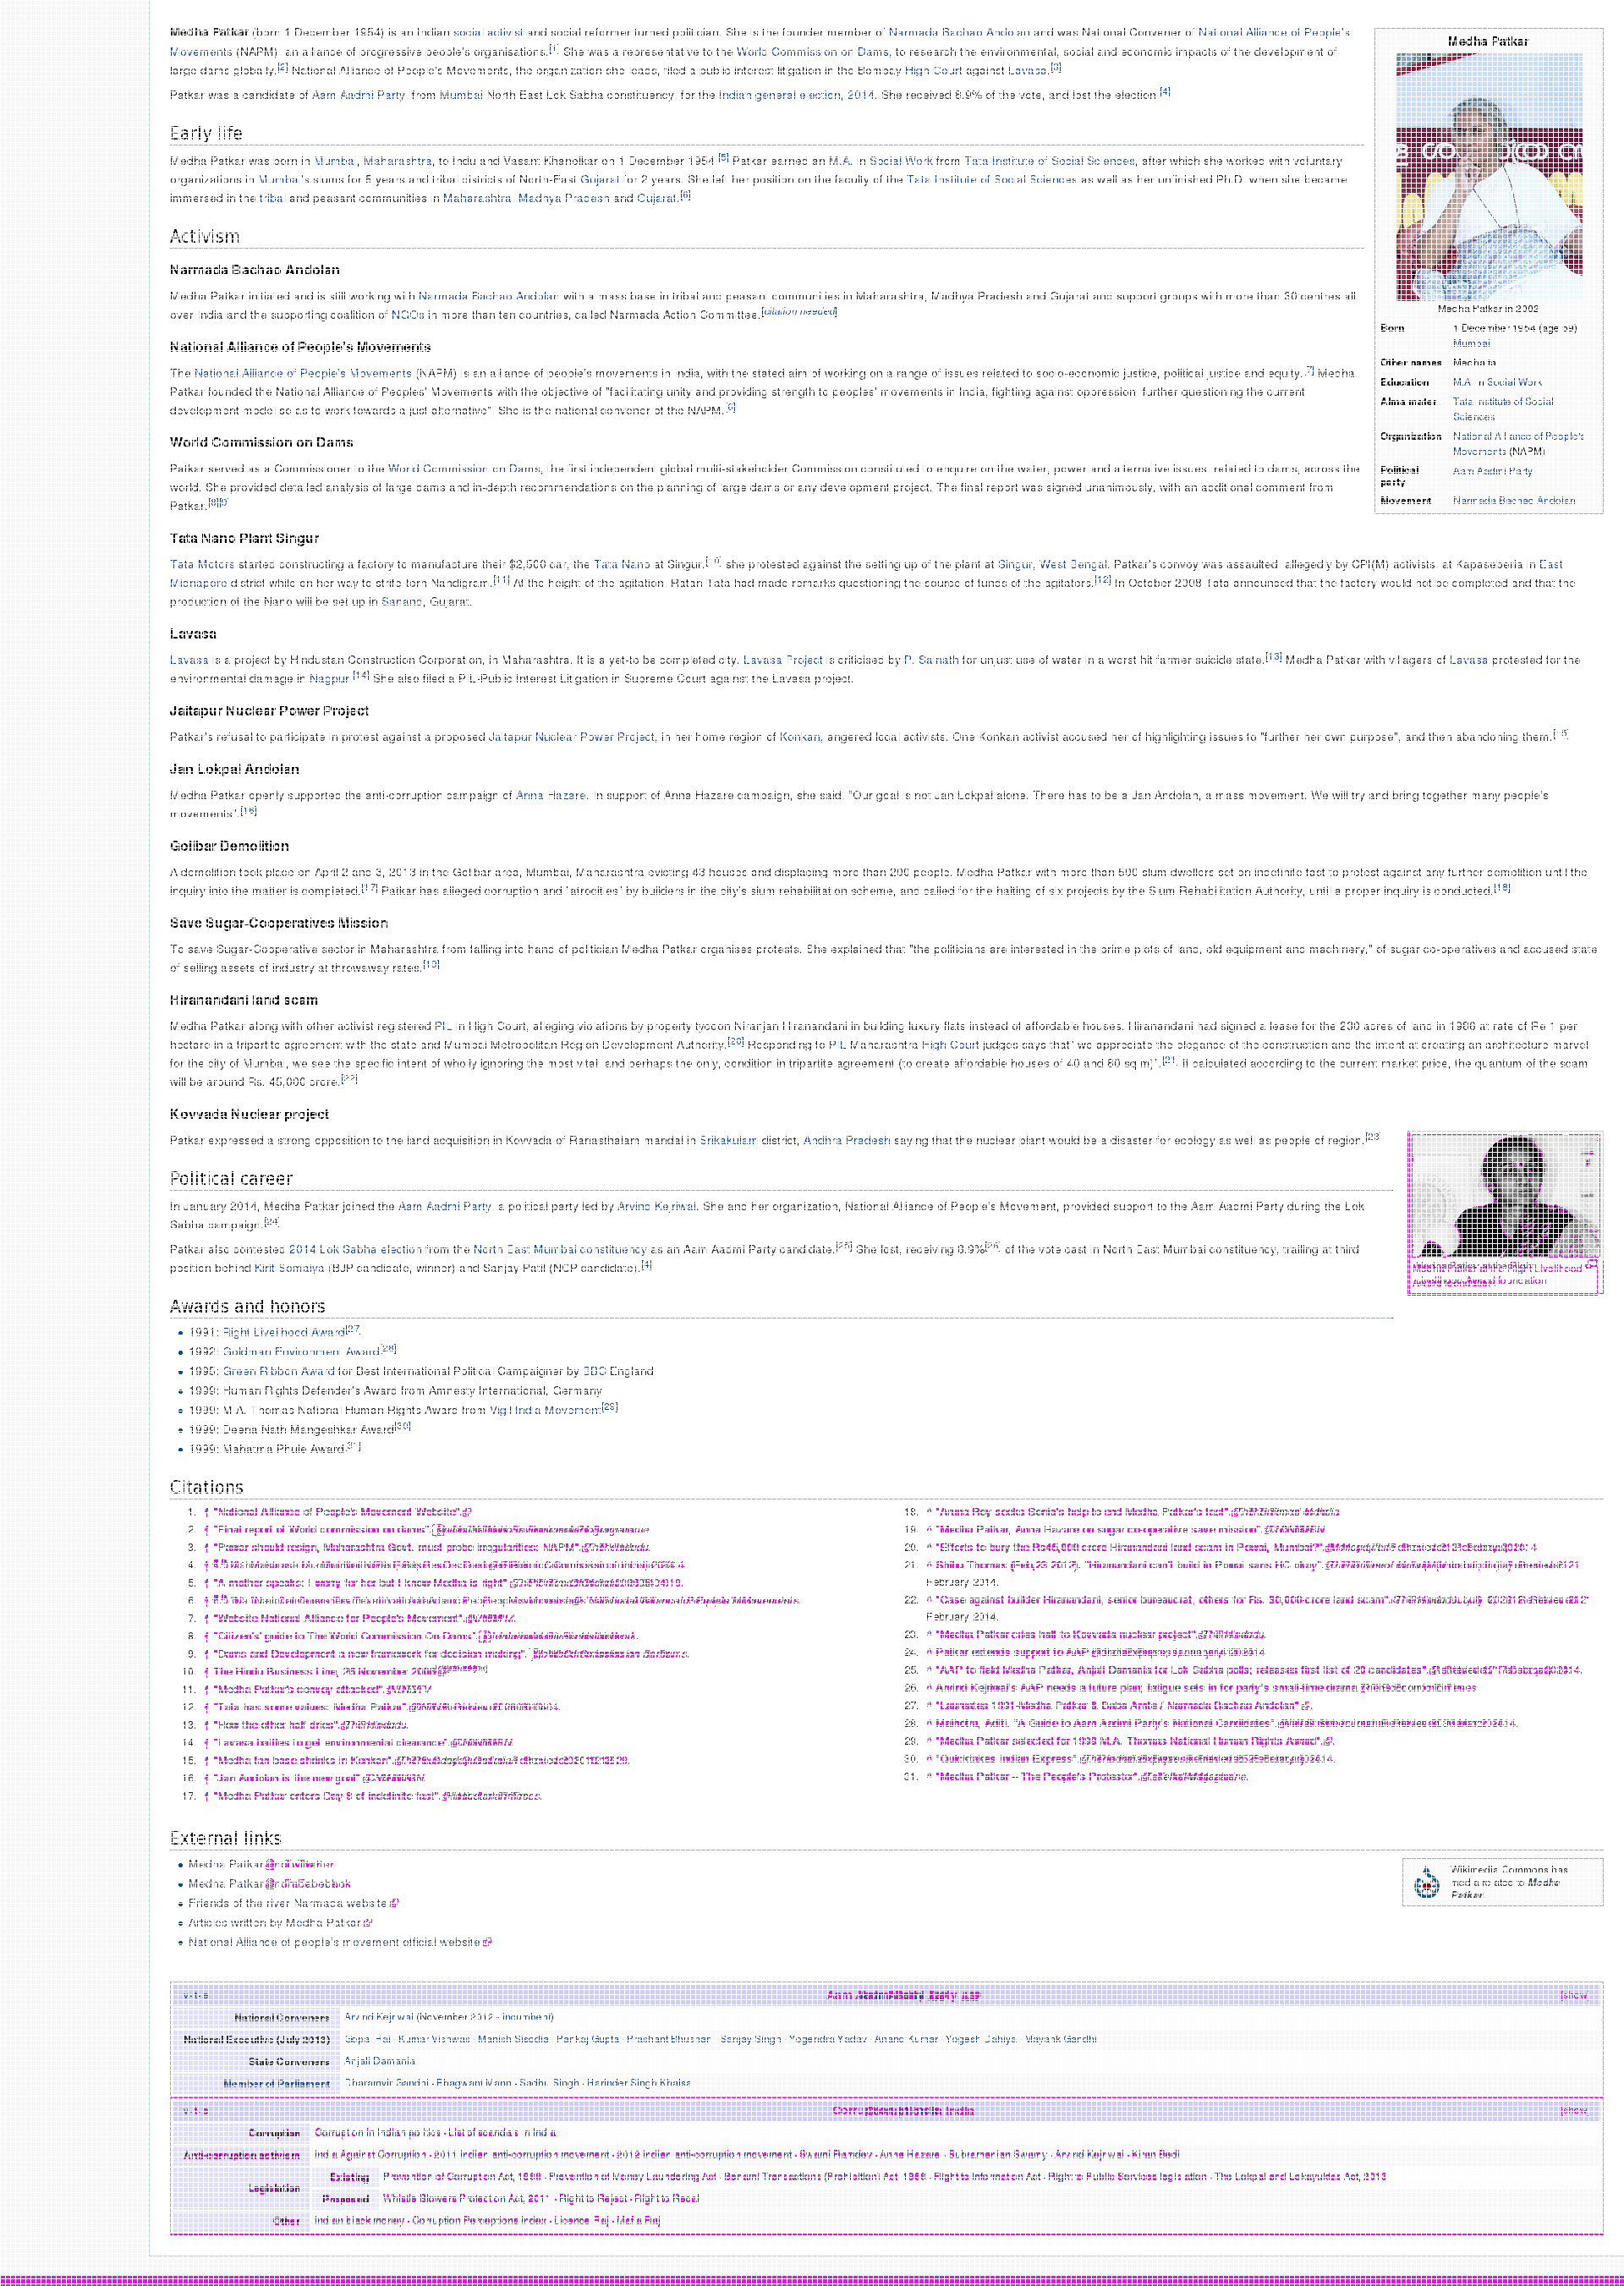 Medha Patkar (born 1 December 1954) is an Indian social activist and social reformer turned politician. She is the founder member of Narmada Bachao Andolan and was National Convener of National Alliance of People's
Movements (NAPM), an alliance of progressive people's organisations.[1] She was a representative to the World Commission on Dams, to research the environmental, social and economic impacts of the development of
large dams globally.[2] National Alliance of People's Movements, the organization she leads, filed a public interest litigation in the Bombay High Court against Lavasa.[3]
Patkar was a candidate of Aam Aadmi Party, from Mumbai North East Lok Sabha constituency, for the Indian general election, 2014. She received 8.9% of the vote, and lost the election.[4]
Medha Patkar
Medha Patkar in 2002
Born 1 December 1954 (age 59)
Mumbai
Other names Medha tai
Education M.A. in Social Work
Alma mater Tata Institute of Social
Sciences
Organization National Alliance of People's
Movements (NAPM)
Political
party Aam Aadmi Party
Movement Narmada Bachao Andolan
Early life
Medha Patkar was born in Mumbai, Maharashtra, to Indu and Vasant Khanolkar on 1 December 1954.[5] Patkar earned an M.A. in Social Work from Tata Institute of Social Sciences, after which she worked with voluntary
organizations in Mumbai's slums for 5 years and tribal districts of North-East Gujarat for 2 years. She left her position on the faculty of the Tata Institute of Social Sciences as well as her unfinished Ph.D. when she became
immersed in the tribal and peasant communities in Maharashtra, Madhya Pradesh and Gujarat.[6]
Activism
Narmada Bachao Andolan
Medha Patkar initiated and is still working with Narmada Bachao Andolan with a mass base in tribal and peasant communities in Maharashtra, Madhya Pradesh and Gujarat and support groups with more than 30 centres all
over India and the supporting coalition of NGOs in more than ten countries, called Narmada Action Committee.[citation needed]
National Alliance of People's Movements
The National Alliance of People's Movements (NAPM) is an alliance of people's movements in India, with the stated aim of working on a range of issues related to socio-economic justice, political justice and equity.[7] Medha
Patkar founded the National Alliance of Peoples' Movements with the objective of "facilitating unity and providing strength to peoples' movements in India, fighting against oppression, further questioning the current
development model so as to work towards a just alternative". She is the national convener of the NAPM.[6]
World Commission on Dams
Patkar served as a Commissioner to the World Commission on Dams, the first independent global multi-stakeholder Commission constituted to enquire on the water, power and alternative issues, related to dams, across the
world. She provided detailed analysis of large dams and in-depth recommendations on the planning of large dams or any development project. The final report was signed unanimously, with an additional comment from
Patkar.[8][9]
Tata Nano Plant Singur
Tata Motors started constructing a factory to manufacture their $2,500 car, the Tata Nano at Singur.[10] she protested against the setting up of the plant at Singur, West Bengal. Patkar's convoy was assaulted, allegedly by CPI(M) activists, at Kapaseberia in East
Midnapore district while on her way to strife-torn Nandigram.[11] At the height of the agitation, Ratan Tata had made remarks questioning the source of funds of the agitators.[12] In October 2008 Tata announced that the factory would not be completed and that the
production of the Nano will be set up in Sanand, Gujarat.
Lavasa
Lavasa is a project by Hindustan Construction Corporation, in Maharashtra. It is a yet-to be completed city. Lavasa Project is criticised by P. Sainath for unjust use of water in a worst hit farmer suicide state.[13] Medha Patkar with villagers of Lavasa protested for the
environmental damage in Nagpur.[14] She also filed a PIL-Public Interest Litigation in Supreme Court against the Lavasa project.
Jaitapur Nuclear Power Project
Patkar's refusal to participate in protest against a proposed Jaitapur Nuclear Power Project, in her home region of Konkan, angered local activists. One Konkan activist accused her of highlighting issues to "further her own purpose", and then abandoning them.[15]
Jan Lokpal Andolan
Medha Patkar openly supported the anti-corruption campaign of Anna Hazare. In support of Anna Hazare campaign, she said, "Our goal is not Jan Lokpal alone. There has to be a Jan Andolan, a mass movement. We will try and bring together many people's
movements".[16]
Golibar Demolition
A demolition took place on April 2 and 3, 2013 in the Golibar area, Mumbai, Maharashtra evicting 43 houses and displacing more than 200 people. Medha Patkar with more than 500 slum dwellers set on indefinite fast to protest against any further demolition until the
inquiry into the matter is completed.[17] Patkar has alleged corruption and "atrocities" by builders in the city's slum rehabilitation scheme, and called for the halting of six projects by the Slum Rehabilitation Authority, until a proper inquiry is conducted.[18]
Save Sugar-Cooperatives Mission
To save Sugar-Cooperative sector in Maharashtra from falling into hand of politician Medha Patkar organises protests. She explained that "the politicians are interested in the prime plots of land, old equipment and machinery," of sugar co-operatives and accused state
of selling assets of industry at throwaway rates.[19]
Hiranandani land scam
Medha Patkar along with other activist registered PIL in High Court, alleging violations by property tycoon Niranjan Hiranandani in building luxury flats instead of affordable houses. Hiranandani had signed a lease for the 230 acres of land in 1986 at rate of Re 1 per
hectare in a tripartite agreement with the state and Mumbai Metropolitan Region Development Authority.[20] Responding to PIL Maharashtra High Court judges says that" we appreciate the elegance of the construction and the intent at creating an architecture marvel
for the city of Mumbai, we see the specific intent of wholly ignoring the most vital, and perhaps the only, condition in tripartite agreement (to create affordable houses of 40 and 80 sq m)".[21] It calculated according to the current market price, the quantum of the scam
will be around Rs. 45,000 crore.[22]
Kovvada Nuclear project
Patkar expressed a strong opposition to the land acquisition in Kovvada of Ranasthalam mandal in Srikakulam district, Andhra Pradesh saying that the nuclear plant would be a disaster for ecology as well as people of region.[23]
Political career
In January 2014, Medha Patkar joined the Aam Aadmi Party, a political party led by Arvind Kejriwal. She and her organization, National Alliance of People's Movement, provided support to the Aam Aadmi Party during the Lok
Sabha campaign.[24]
Patkar also contested 2014 Lok Sabha election from the North East Mumbai constituency as an Aam Aadmi Party candidate.[25] She lost, receiving 8.9%[26] of the vote cast in North East Mumbai constituency, trailing at third
position behind Kirit Somaiya (BJP candidate, winner) and Sanjay Patil (NCP candidate).[4]
Awards and honors
1991: Right Livelihood Award[27]
1992: Goldman Environment Award.[28]
1995: Green Ribbon Award for Best International Political Campaigner by BBC England
1999: Human Rights Defender's Award from Amnesty International, Germany
1999: M.A. Thomas National Human Rights Award from Vigil India Movement[29]
1999: Deena Nath Mangeshkar Award[30]
1999: Mahatma Phule Award.[31]
Citations
1. "National Alliance of People's Movement Website".
2. "Final report of World commission on dams".
3. "Pawar should resign, Maharashtra Govt. must probe irregularities: NAPM".
5. "A mother speaks: I worry for her but I know Medha is right"
7. "Website National Alliance for People's Movement".
8. "Citizen's' guide to The World Commission On Dams".
9. "Dams and Development a new framework for decision making".
10. The Hindu Business Line, 26 November 2006
11. "Medha Patkar's convoy attacked".
12. "Tata has some values: Medha Patkar".
13. "How the other half dries".
14. "Lavasa battles to get environmental clearance".
15. "Medha fan base shrinks in Konkan".
16. "Jan Andolan is the new goal"
17. "Medha Patkar enters Day 8 of indefinite fast".
18. "Aruna Roy seeks Sonia's help to end Medha Patkar's fast".
19. "Medha Patkar, Anna Hazare on sugar co-operative save mission".
20. "Efforts to bury the Rs45,000 crore Hiranandani land scam in Powai, Mumbai?".
21. Shibu Thomas (Feb 23 2012). "Hiranandani can't build in Powai sans HC okay".
February 2014.
22. "Case against builder Hiranandani, senior bureaucrat, others for Rs. 30,000-crore land scam".
February 2014.
23. "Medha Patkar cites halt to Kovvada nuclear project".
24. Patkar extends support to AAP
25. "AAP to field Medha Patkar, Anjali Damania for Lok Sabha polls; releases first list of 20 candidates".
26. Arvind Kejriwal's AAP needs a future plan; fatigue sets in for party's small-time drama
27. "Laureates 1991-Medha Patkar & Baba Amte / Narmada Bachao Andolan"
28. Malhotra, Aditi. "A Guide to Aam Aadmi Party's National Candidates".
29. "Medha Patkar selected for 1999 M.A. Thomas National Human Rights Award".
30. "Quicktakes Indian Express".
31. "Medha Patkar – The People's Protestor".
External links
Medha Patkar
Medha Patkar
Friends of the river Narmada website
Articles written by Medha Patkar
National Alliance of people's movement official website
Wikimedia Commons has
media related to Medha
Patkar.
v · t · e [show]
National Conveners Arvind Kejriwal (November 2012 - incumbent)
National Executive (July 2013) Gopal Rai · Kumar Vishwas · Manish Sisodia · Pankaj Gupta · Prashant Bhushan · Sanjay Singh · Yogendra Yadav · Anand Kumar · Yogesh Dahiya · Mayank Gandhi
State Conveners Anjali Damania
Member of Parliament Dharamvir Gandhi · Bhagwant Mann · Sadhu Singh · Harinder Singh Khalsa
v · t · e Corruption in India [show]
Corruption Corruption in Indian politics · List of scandals in India
Anti-corruption activism India Against Corruption · 2011 Indian anti-corruption movement · 2012 Indian anti-corruption movement · Swami Ramdev · Anna Hazare · Subramanian Swamy · Arvind Kejriwal · Kiran Bedi
Legislation
Existing Prevention of Corruption Act, 1988 · Prevention of Money Laundering Act · Benami Transactions (Prohibition) Act, 1988 · Right to Information Act · Right to Public Services legislation · The Lokpal and Lokayuktas Act, 2013
Proposed Whistle Blowers Protection Act, 2011 · Right to Reject · Right to Recall
Other Indian black money · Corruption Perceptions Index · Licence Raj · Mafia Raj